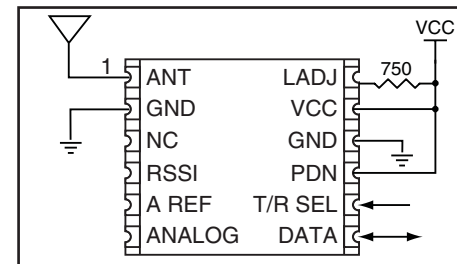 VCC
750
1
ANT LADJ
GND VCC
NC GND
RSSI PDN
A REF T/R SEL
ANALOG DATA